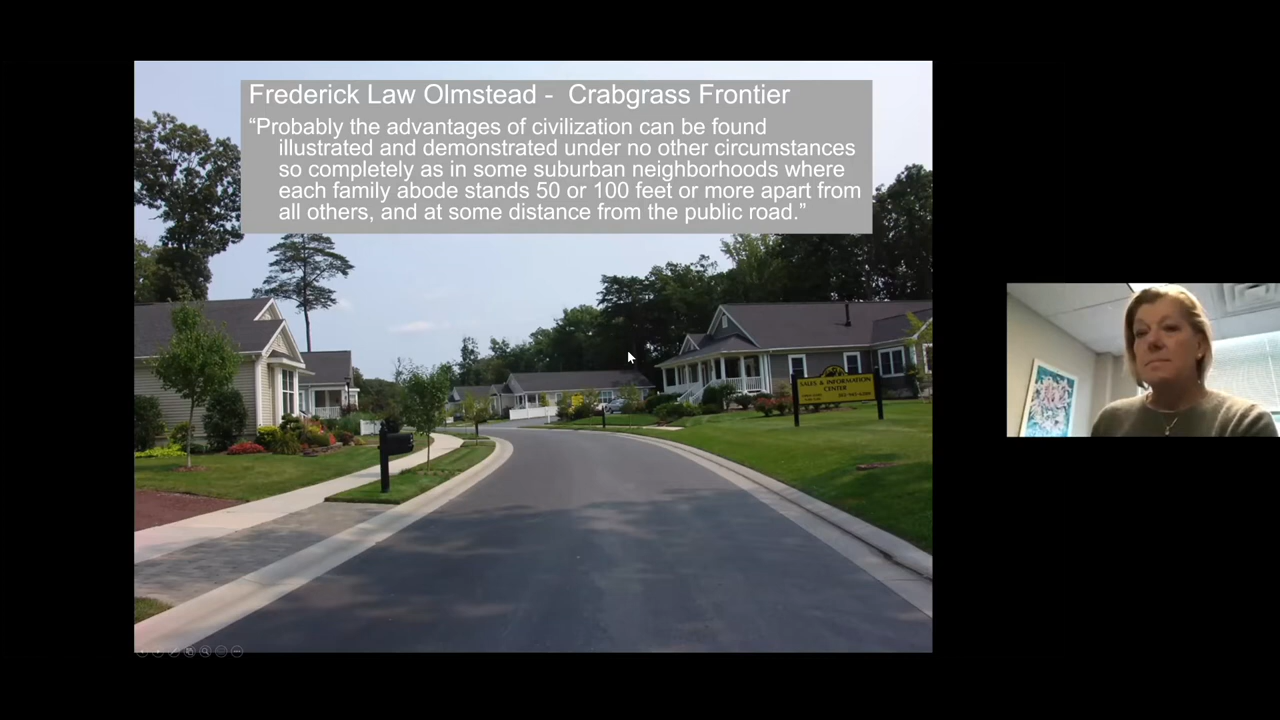 Frederick Law Olmstead -  Crabgrass Frontier
“Probably the advantages of civilization can be found
illustrated and demonstrated under no other circumstances
so completely as in some suburban neighborhoods where
each family abode stands 50 or 100 feet or more apart from
all others, and at some distance from the public road.”
SALES & INFORMATION
CENTER